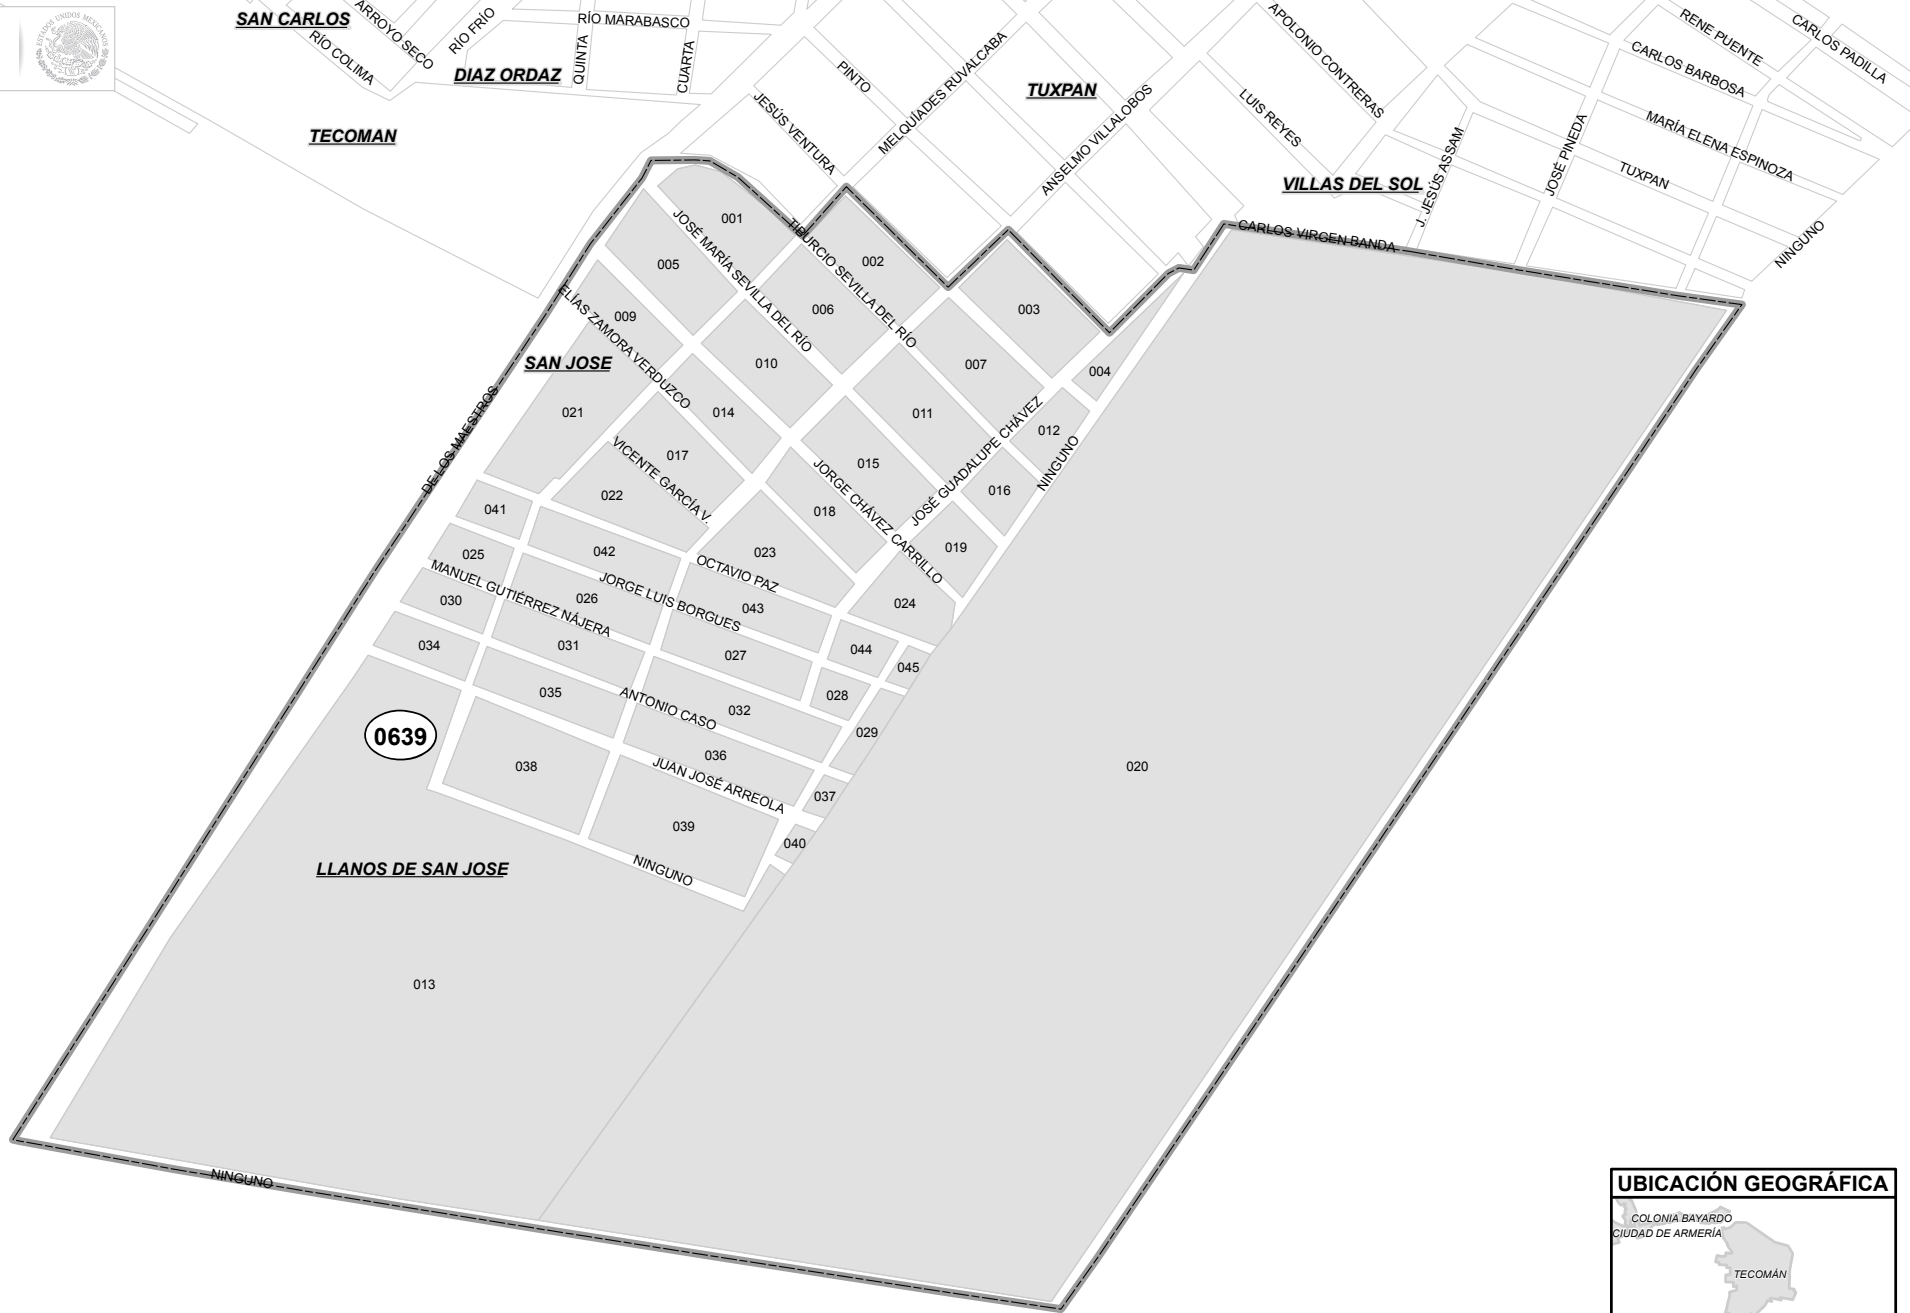 ESTADOS UNIDOS MEXICANOS
SAN CARLOS
ARROYO SECO
RÍO COLIMA
RÍO FRÍO
DIAZ ORDAZ
RÍO MARABASCO
QUINTA
CUARTA
TECOMAN
PINTO
JESÚS VENTURA
MELQUÍADES RUVALCABA
TUXPAN
ANSELMO VILLALOBOS
APOLONIO CONTRERAS
LUIS REYES
VILLAS DEL SOL
J. JESÚS ASSAM
JOSÉ PINEDA
RENE PUENTE
CARLOS PADILLA
CARLOS BARBOSA
MARÍA ELENA ESPINOZA
TUXPAN
NINGUNO
CARLOS VIRGEN BANDA
001
JOSÉ MARÍA SEVILLA DEL RÍO
TIBURCIO SEVILLA DEL RÍO
002
005
006
003
009
ELÍAS ZAMORA VERDUZCO
SAN JOSE
010
007
004
021
014
011
012
JOSÉ GUADALUPE CHÁVEZ
NINGUNO
DE LOS MAESTROS
VICENTE GARCÍA V.
017
015
016
022
018
JORGE CHÁVEZ CARRILLO
041
042
023
019
025
OCTAVIO PAZ
MANUEL GUTIÉRREZ NÁJERA
JORGE LUIS BORGUES
030
026
043
024
034
031
027
044
045
035
ANTONIO CASO
032
028
029
0639
038
036
JUAN JOSÉ ARREOLA
037
020
039
040
LLANOS DE SAN JOSE
NINGUNO
013
NINGUNO
UBICACIÓN GEOGRÁFICA
COLONIA BAYARDO
CIUDAD DE ARMERÍA
TECOMÁN